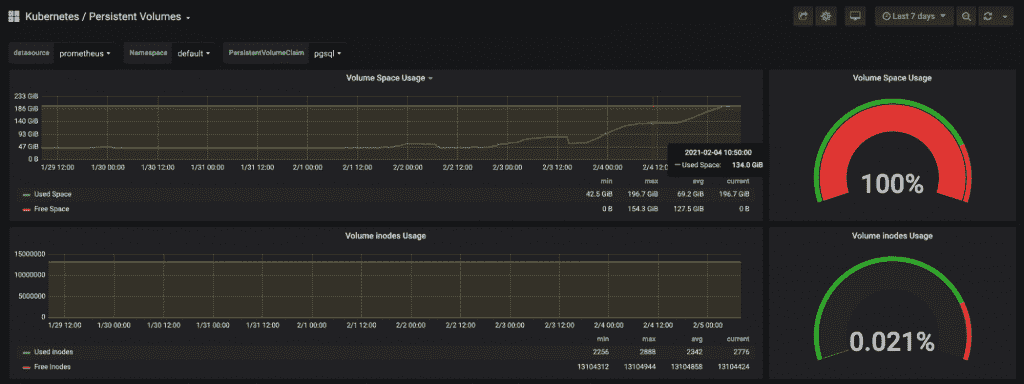 Kubernetes / Persistent Volumes
Last 7 days
datasource prometheus Namespace default PersistentVolumeClaim pgsql
Volume Space Usage
233 GiB
186 GiB
140 GiB
93 GiB
47 GiB
0 B
1/29 12:00 1/30 00:00 1/30 12:00 1/31 00:00 1/31 12:00 2/1 00:00 2/1 12:00 2/2 00:00 2/2 12:00 2/3 00:00 2/3 12:00 2/4 00:00 2/4 12:00
2021-02-04 10:50:00
Used Space: 134.0 GiB
min max avg current
Used Space 42.5 GiB 196.7 GiB 69.2 GiB 196.7 GiB
Free Space 0 B 154.3 GiB 127.5 GiB 0 B
Volume Space Usage
100%
Volume inodes Usage
15000000
10000000
5000000
0
1/29 12:00 1/30 00:00 1/30 12:00 1/31 00:00 1/31 12:00 2/1 00:00 2/1 12:00 2/2 00:00 2/2 12:00 2/3 00:00 2/3 12:00 2/4 00:00 2/4 12:00 2/5 00:00
min max avg current
Used inodes 2256 2888 2342 2776
Free inodes 13104312 13104944 13104858 13104424
Volume inodes Usage
0.021%